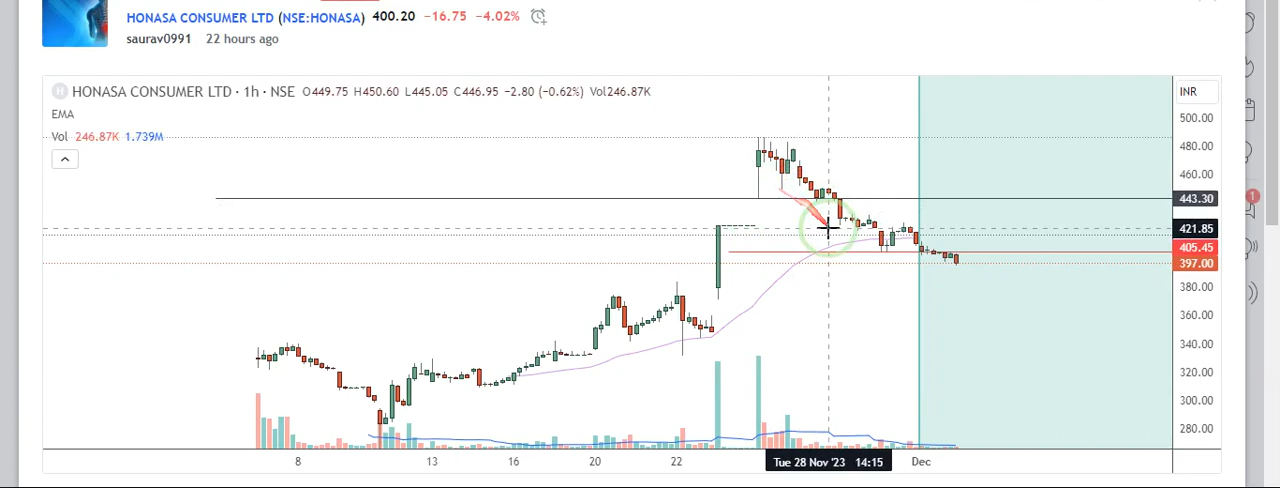 HONASA CONSUMER LTD (NSE:HONASA) 400.20 −16.75 −4.02%
saurav0991 22 hours ago
HONASA CONSUMER LTD · 1h · NSE O449.75 H450.60 L445.05 C446.95 −2.80 (−0.62%) Vol246.87K
INR
EMA
Vol 246.87K 1.739M
500.00
480.00
460.00
443.30
421.85
405.45
397.00
380.00
360.00
340.00
320.00
300.00
280.00
8 13 16 20 22 Tue 28 Nov '23 14:15 Dec
1